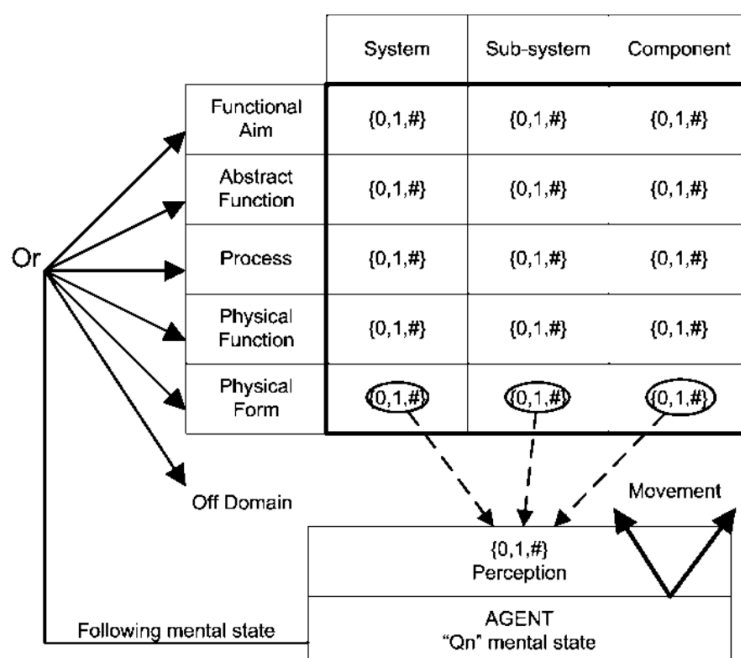 System Sub-system Component
Functional
Aim
{0,1,#} {0,1,#} {0,1,#}
Abstract
Function
{0,1,#} {0,1,#} {0,1,#}
Or
Process
{0,1,#} {0,1,#} {0,1,#}
Physical
Function
{0,1,#} {0,1,#} {0,1,#}
Physical
Form
{0,1,#} {0,1,#} {0,1,#}
Off Domain
Movement
{0,1,#}
Perception
Following mental state
AGENT
“Qn” mental state